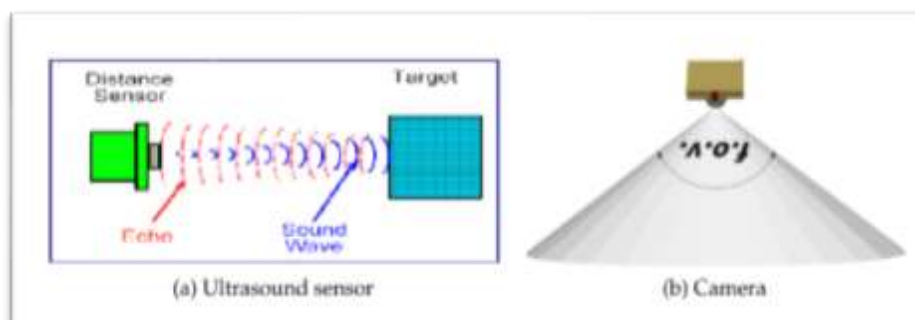 Distance
Sensor
Target
Echo
Sound
Wave
f.o.v.
(a) Ultrasound sensor
(b) Camera